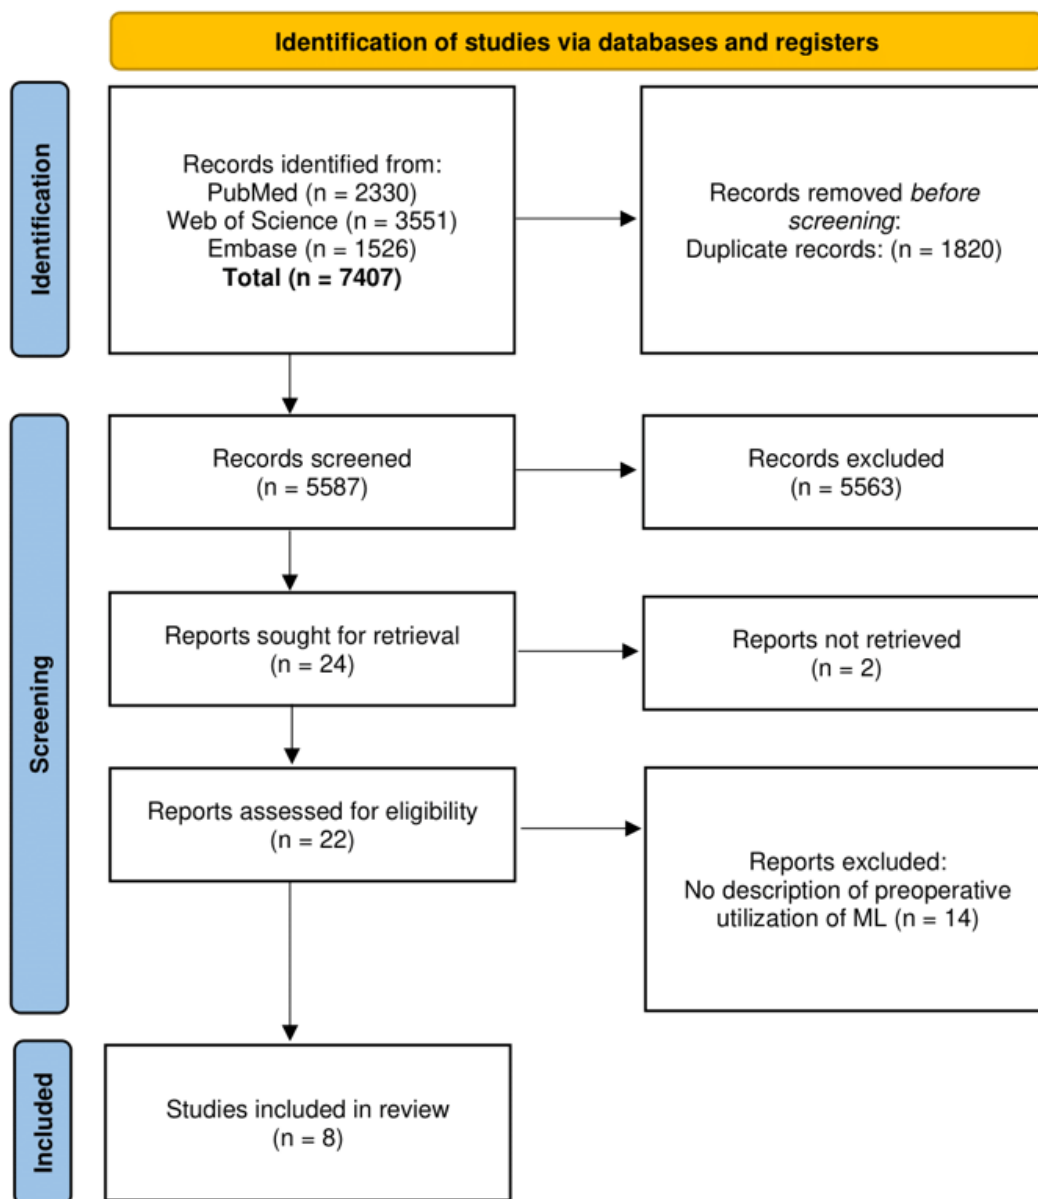 Identification of studies via databases and registers
Identification
Records identified from:
PubMed (n = 2330)
Web of Science (n = 3551)
Embase (n = 1526)
Total (n = 7407)
Records removed before
screening:
Duplicate records: (n = 1820)
Screening
Records screened
(n = 5587)
Records excluded
(n = 5563)
Reports sought for retrieval
(n = 24)
Reports not retrieved
(n = 2)
Reports assessed for eligibility
(n = 22)
Reports excluded:
No description of preoperative
utilization of ML (n = 14)
Included
Studies included in review
(n = 8)